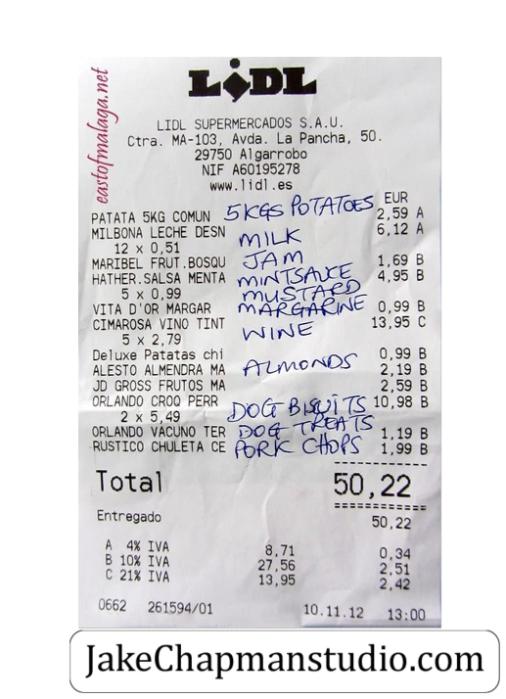 eastofmalaga.net
LIDL
LIDL SUPERMERCADOS S.A.U.
Ctra. MA-103, Avda. La Pancha, 50.
29750 Algarrobo
NIF A60195278
www.lidl.es
EUR
PATATA 5KG COMUN 5KGS POTATOES 2,59 A
MILBONA LECHE DESN MILK 6,12 A
12 x 0,51
MARIBEL FRUT.BOSQU JAM 1,69 B
HATHER.SALSA MENTA MINTSAUCE 4,95 B
5 x 0,99 MUSTARD
VITA D'OR MARGAR MARGARINE 0,99 B
CIMAROSA VINO TINT WINE 13,95 C
5 x 2,79
Deluxe Patatas chi 0,99 B
ALESTO ALMENDRA MA ALMONDS 2,19 B
JD GROSS FRUTOS MA 2,59 B
ORLANDO CROQ PERR DOG BISUITS 10,98 B
2 x 5,49
ORLANDO VACUNO TER DOG TREATS 1,19 B
RUSTICO CHULETA CE PORK CHOPS 1,99 B
Total 50,22
Entregado 50,22
A 4% IVA 8,71 0,34
B 10% IVA 27,56 2,51
C 21% IVA 13,95 2,42
0662 261594/01 10.11.12 13:00
JakeChapmanstudio.com